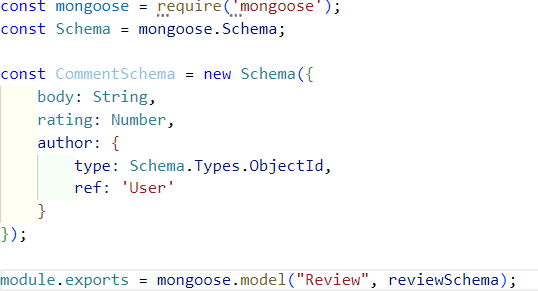 const mongoose = require('mongoose');
const Schema = mongoose.Schema;

const CommentSchema = new Schema({
    body: String,
    rating: Number,
    author: {
        type: Schema.Types.ObjectId,
        ref: 'User'
    }
});

module.exports = mongoose.model("Review", reviewSchema);